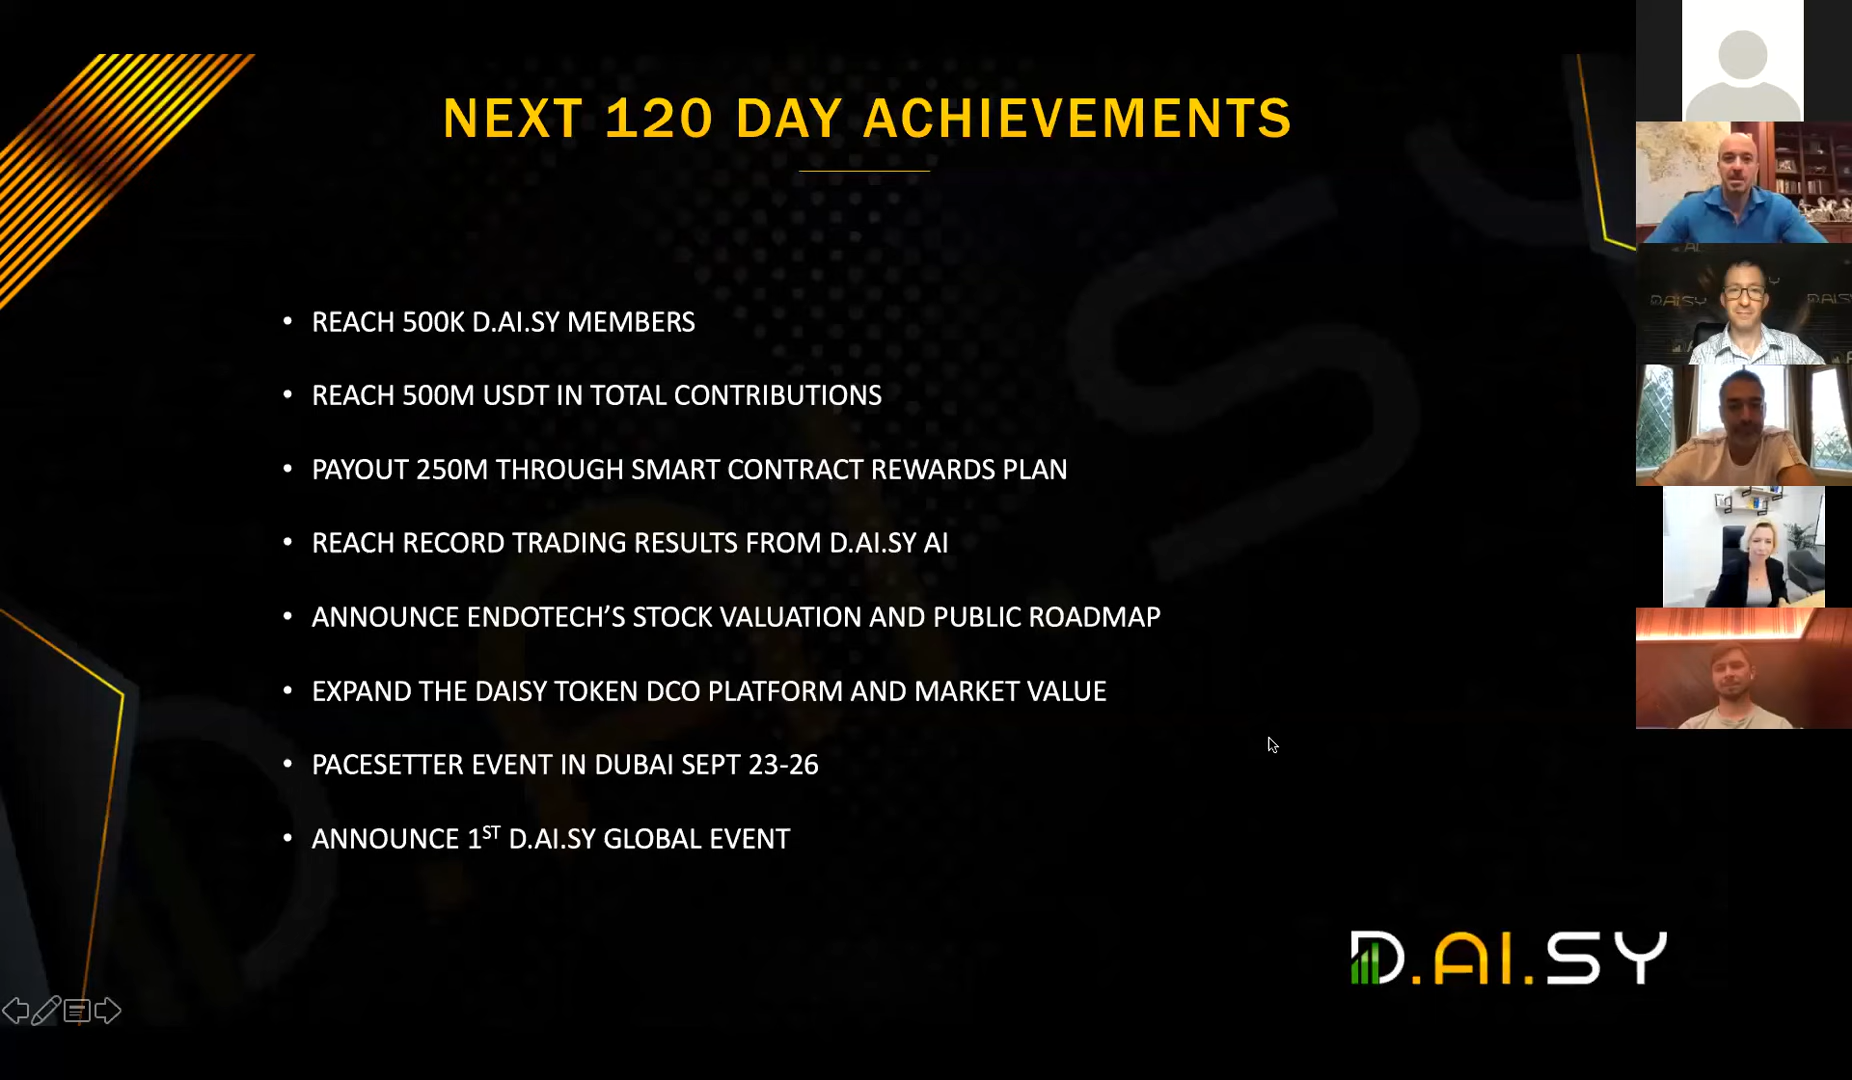 NEXT 120 DAY ACHIEVEMENTS
• REACH 500K D.AI.SY MEMBERS
• REACH 500M USDT IN TOTAL CONTRIBUTIONS
• PAYOUT 250M THROUGH SMART CONTRACT REWARDS PLAN
• REACH RECORD TRADING RESULTS FROM D.AI.SY AI
• ANNOUNCE ENDOTECH’S STOCK VALUATION AND PUBLIC ROADMAP
• EXPAND THE DAISY TOKEN DCO PLATFORM AND MARKET VALUE
• PACESETTER EVENT IN DUBAI SEPT 23-26
• ANNOUNCE 1ST D.AI.SY GLOBAL EVENT
D.AI.SY